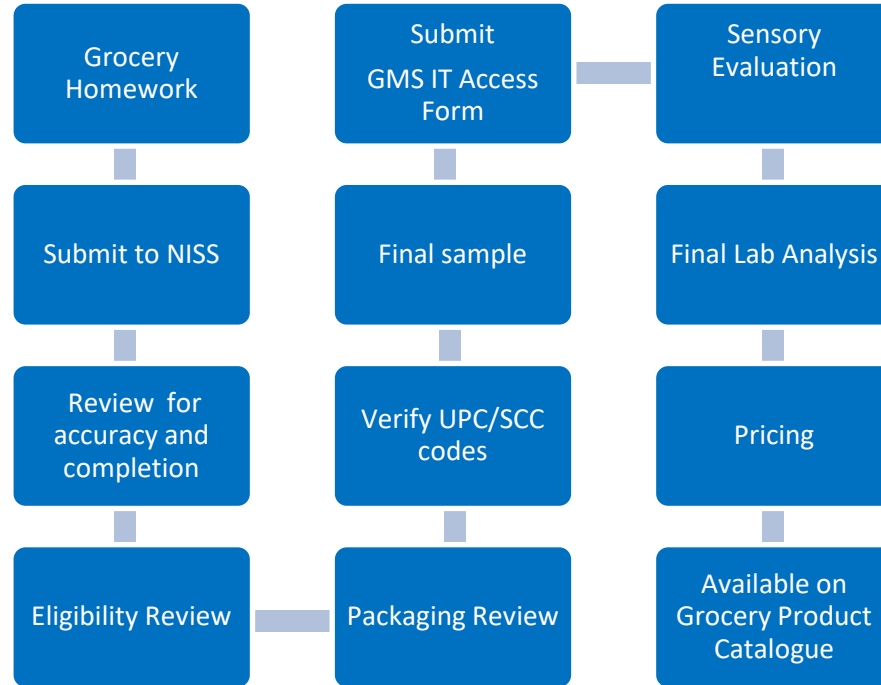 Grocery
Homework
Submit to NISS
Review for
accuracy and
completion
Eligibility Review
Packaging Review
Verify UPC/SCC
codes
Final sample
Submit
GMS IT Access
Form
Sensory
Evaluation
Final Lab Analysis
Pricing
Available on
Grocery Product
Catalogue